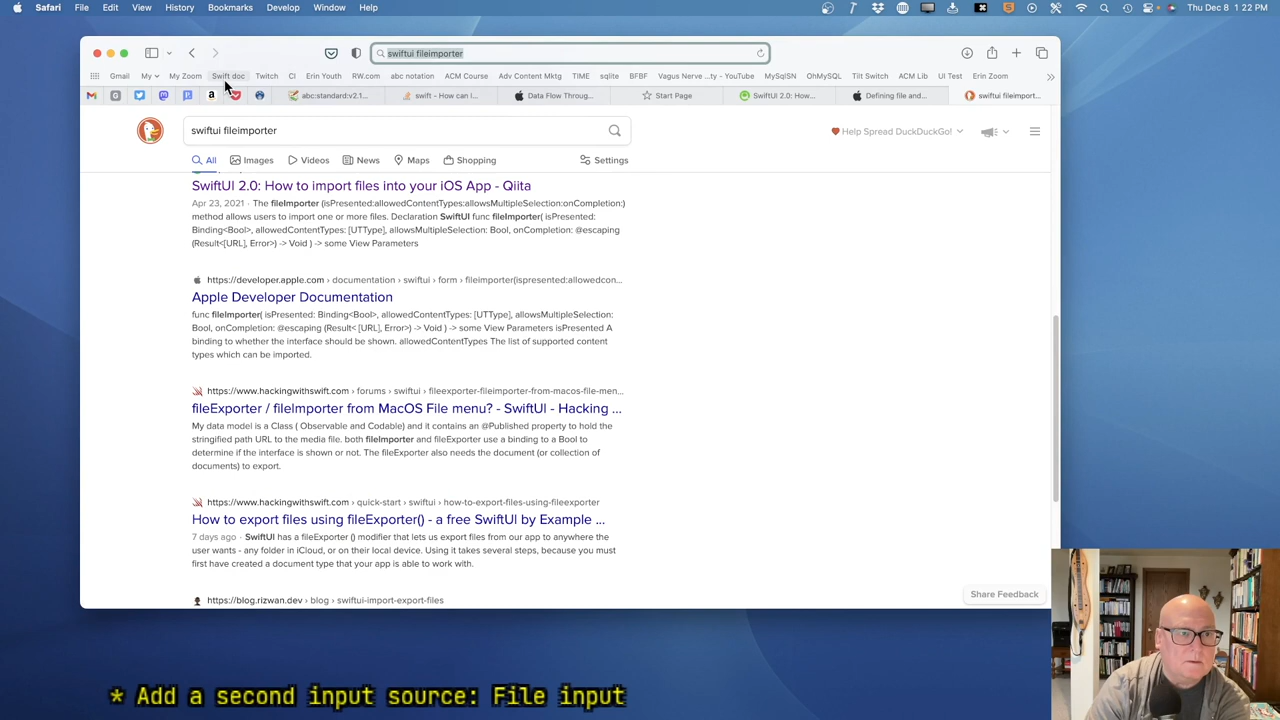 Safari File Edit View History Bookmarks Develop Window Help
Thu Dec 8 1:22 PM
swiftui fileimporter
Gmail My My Zoom Swift doc Twitch CI Erin Youth RW.com abc notation ACM Course Adv Content Mktg TIME sqlite BFBF Vagus Nerve ...ty - YouTube MySqlSN OhMySQL Tilt Switch ACM Lib UI Test Erin Zoom
abc:standard:v2.1... swift - How can I... Data Flow Throug... Start Page SwiftUI 2.0: How... Defining file and... swiftui fileimport...
swiftui fileimporter
Help Spread DuckDuckGo!
All Images Videos News Maps Shopping Settings
SwiftUI 2.0: How to import files into your iOS App - Qiita
Apr 23, 2021 · The fileImporter (isPresented:allowedContentTypes:allowsMultipleSelection:onCompletion:)
method allows users to import one or more files. Declaration SwiftUI func fileImporter( isPresented:
Binding<Bool>, allowedContentTypes: [UTType], allowsMultipleSelection: Bool, onCompletion: @escaping
(Result<[URL], Error>) -> Void ) -> some View Parameters
https://developer.apple.com › documentation › swiftui › form › fileimporter(ispresented:allowedcon...
Apple Developer Documentation
func fileImporter( isPresented: Binding<Bool>, allowedContentTypes: [UTType], allowsMultipleSelection:
Bool, onCompletion: @escaping (Result< [URL], Error>) -> Void ) -> some View Parameters isPresented A
binding to whether the interface should be shown. allowedContentTypes The list of supported content
types which can be imported.
https://www.hackingwithswift.com › forums › swiftui › fileexporter-fileimporter-from-macos-file-men...
fileExporter / fileImporter from MacOS File menu? - SwiftUI - Hacking ...
My data model is a Class ( Observable and Codable) and it contains an @Published property to hold the
stringified path URL to the media file. both fileImporter and fileExporter use a binding to a Bool to
determine if the interface is shown or not. The fileExporter also needs the document (or collection of
documents) to export.
https://www.hackingwithswift.com › quick-start › swiftui › how-to-export-files-using-fileexporter
How to export files using fileExporter() - a free SwiftUI by Example ...
7 days ago · SwiftUI has a fileExporter () modifier that lets us export files from our app to anywhere the
user wants - any folder in iCloud, or on their local device. Using it takes several steps, because you must
first have created a document type that your app is able to work with.
https://blog.rizwan.dev › blog › swiftui-import-export-files
Share Feedback
* Add a second input source: File input